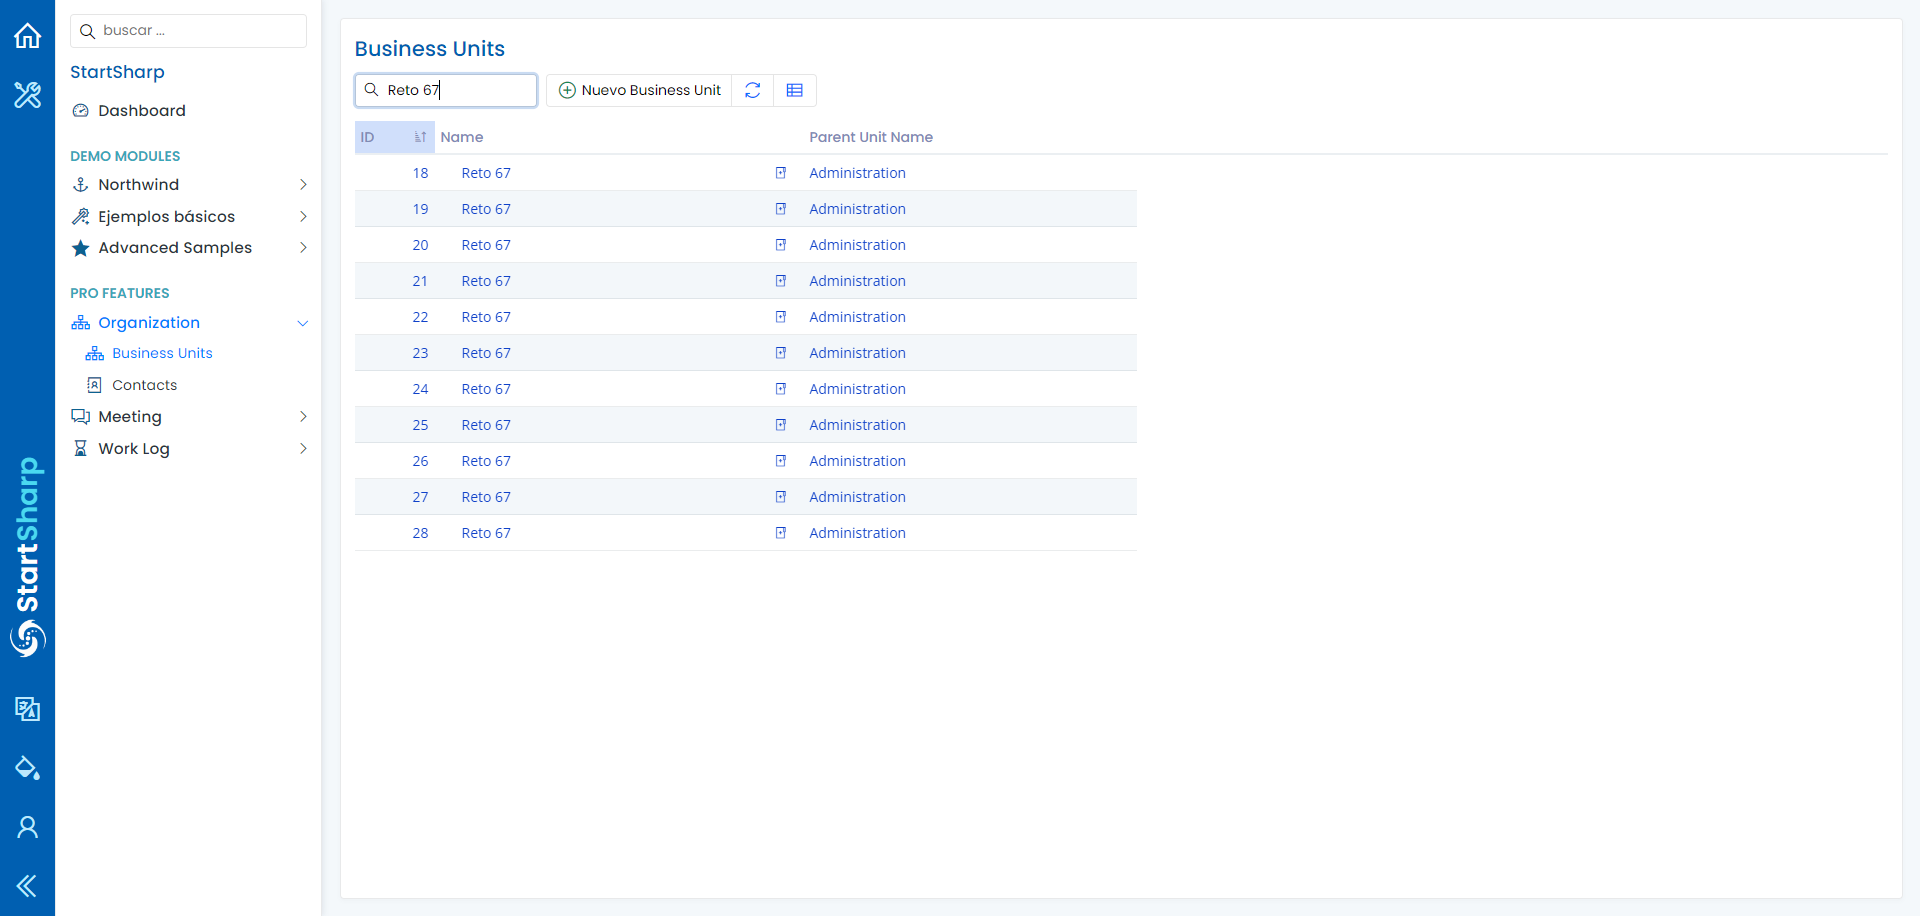 buscar ...
StartSharp
Dashboard
DEMO MODULES
Northwind
Ejemplos básicos
Advanced Samples
PRO FEATURES
Organization
Business Units
Contacts
Meeting
Work Log
StartSharp
Business Units
Reto 67
Nuevo Business Unit
ID Name Parent Unit Name
18 Reto 67 Administration
19 Reto 67 Administration
20 Reto 67 Administration
21 Reto 67 Administration
22 Reto 67 Administration
23 Reto 67 Administration
24 Reto 67 Administration
25 Reto 67 Administration
26 Reto 67 Administration
27 Reto 67 Administration
28 Reto 67 Administration